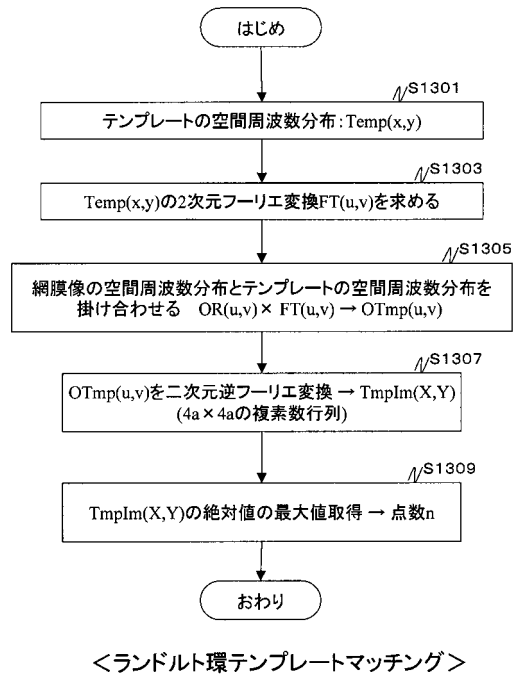 はじめ
S1301
テンプレートの空間周波数分布：Temp(x,y)
S1303
Temp(x,y)の2次元フーリエ変換FT(u,v)を求める
S1305
網膜像の空間周波数分布とテンプレートの空間周波数分布を
掛け合わせる　OR(u,v)× FT(u,v) → OTmp(u,v)
S1307
OTmp(u,v)を二次元逆フーリエ変換 → TmpIm(X,Y)
(4a×4aの複素数行列)
S1309
TmpIm(X,Y)の絶対値の最大値取得 → 点数n
おわり
＜ランドルト環テンプレートマッチング＞